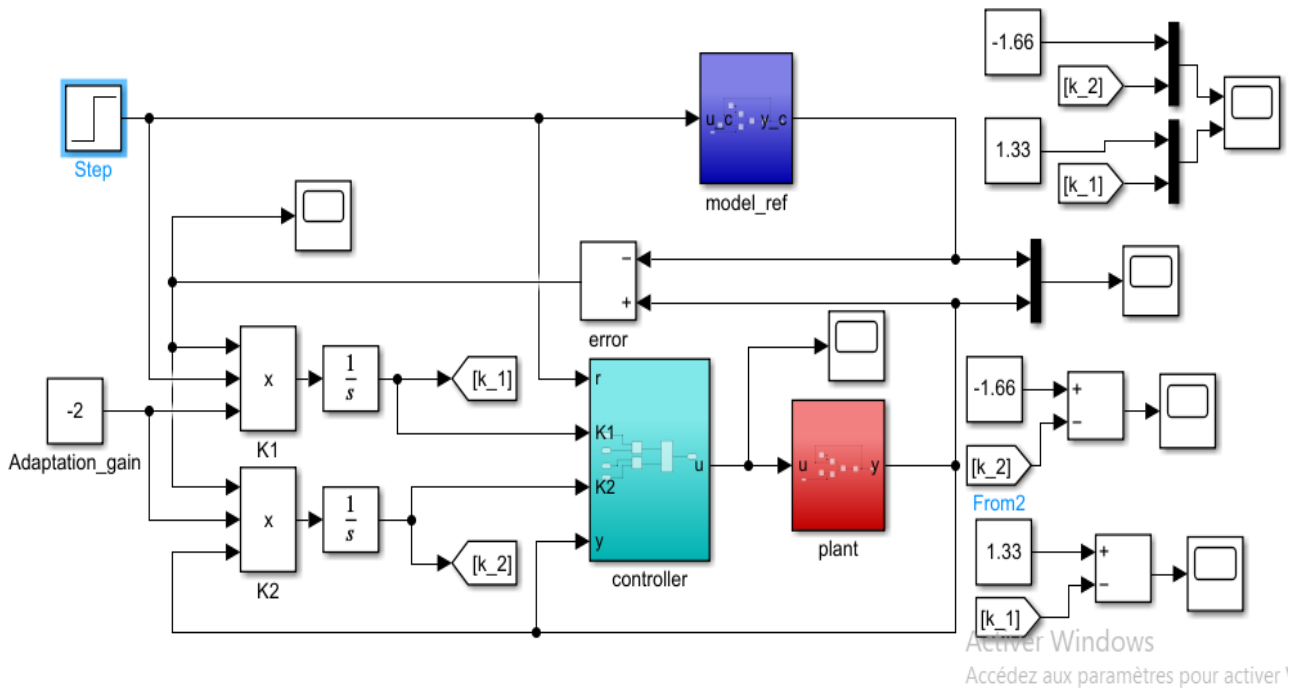 -1.66
[k_2]
u_c
y_c
1.33
Step
[k_1]
model_ref
−
+
error
r
-1.66
+
−
x
1
s
[k_1]
-2
K1
K1
u
u
y
[k_2]
Adaptation_gain
K2
From2
x
1
s
y
plant
1.33
+
−
[k_2]
controller
K2
[k_1]
Activer Windows
Accédez aux paramètres pour activer